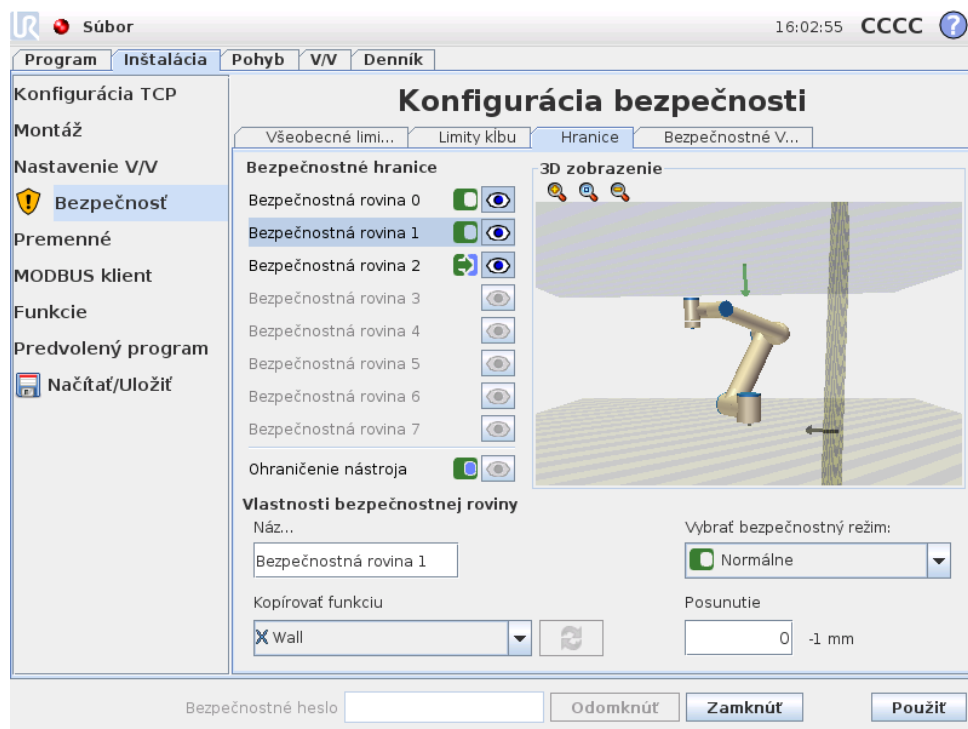 UR Súbor 16:02:55 CCCC ?
Program Inštalácia Pohyb V/V Denník
Konfigurácia TCP
Montáž
Nastavenie V/V
Bezpečnosť
Premenné
MODBUS klient
Funkcie
Predvolený program
Načítať/Uložiť
Konfigurácia bezpečnosti
Všeobecné limi... Limity kĺbu Hranice Bezpečnostné V...
Bezpečnostné hranice
Bezpečnostná rovina 0
Bezpečnostná rovina 1
Bezpečnostná rovina 2
Bezpečnostná rovina 3
Bezpečnostná rovina 4
Bezpečnostná rovina 5
Bezpečnostná rovina 6
Bezpečnostná rovina 7
Ohraničenie nástroja
3D zobrazenie
Vlastnosti bezpečnostnej roviny
Náz...
Bezpečnostná rovina 1
Vybrať bezpečnostný režim:
Normálne
Kopírovať funkciu
Wall
Posunutie
0 -1 mm
Bezpečnostné heslo Odomknúť Zamknúť Použiť